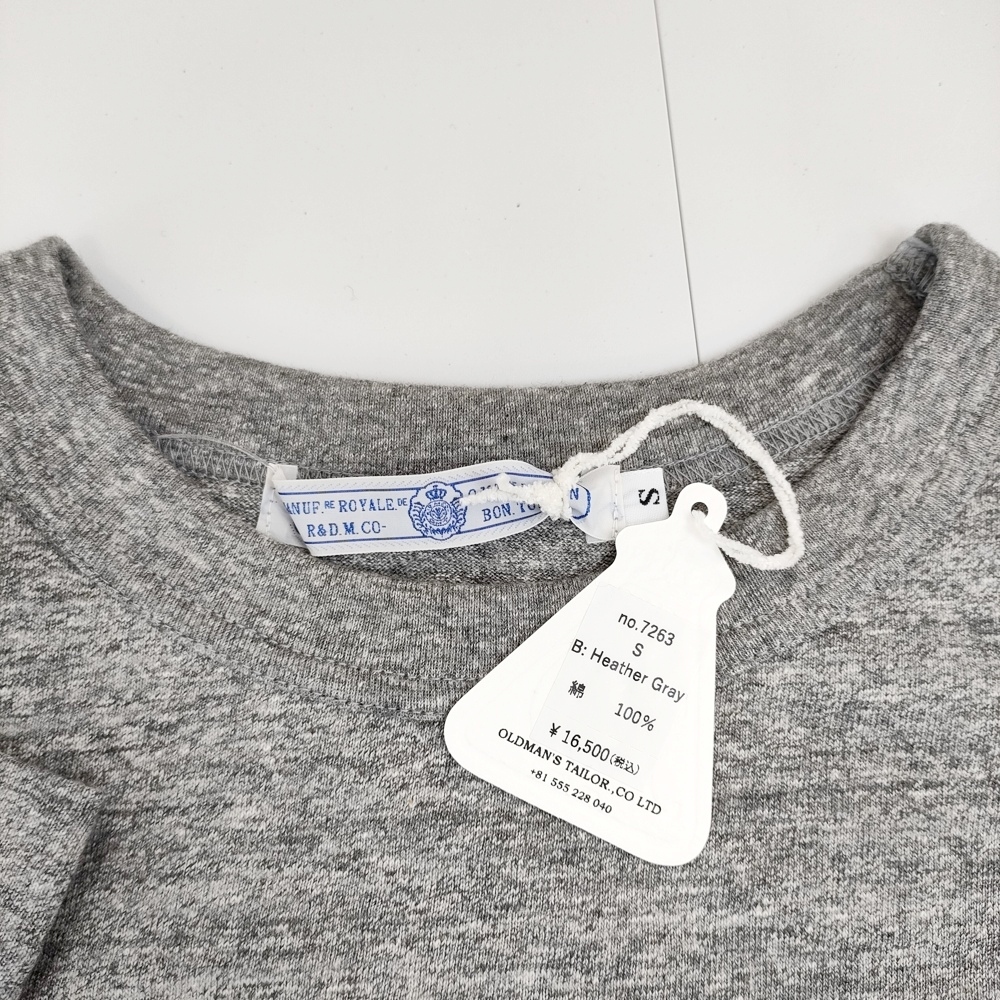 ANUF.RE ROYALE.DE
R&D.M.CO-
BON.
S
no.7263
S
B: Heather Gray
綿 100%
¥ 16,500(税込)
OLDMAN'S TAILOR.,CO LTD
+81 555 228 040